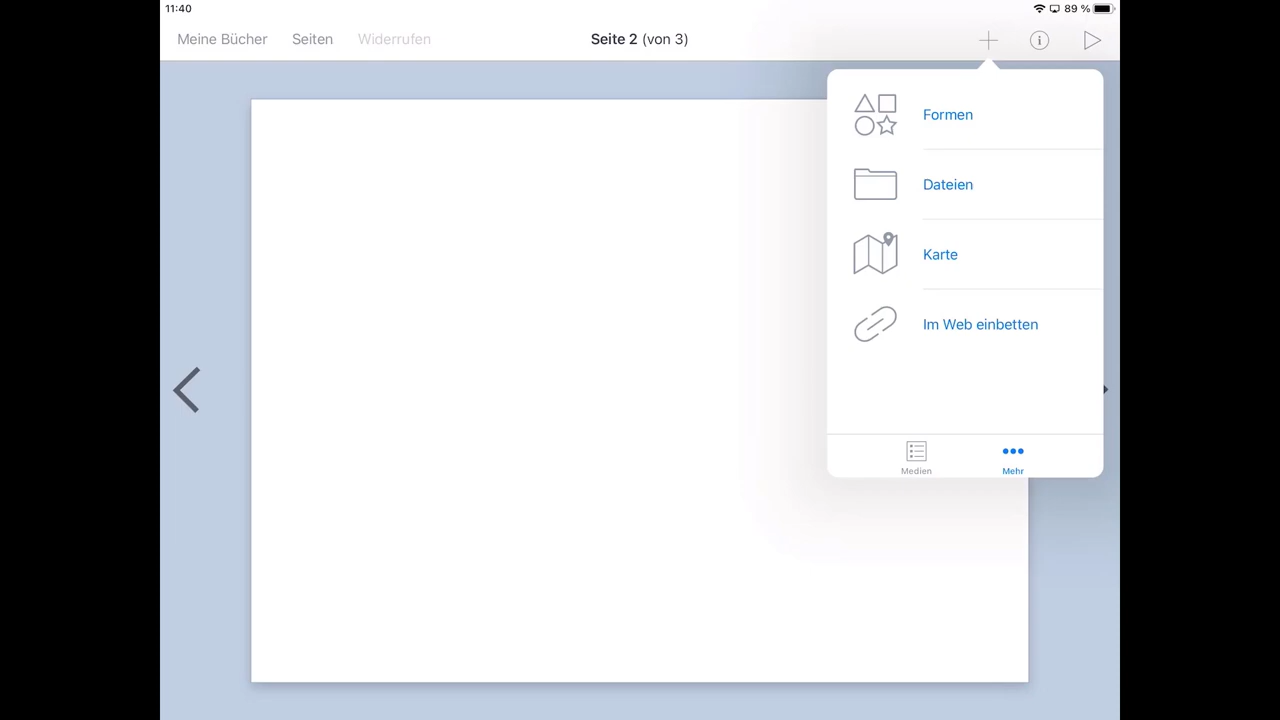 11:40
89 %
Meine Bücher
Seiten
Widerrufen
Seite 2 (von 3)
Formen
Dateien
Karte
Im Web einbetten
Medien
Mehr